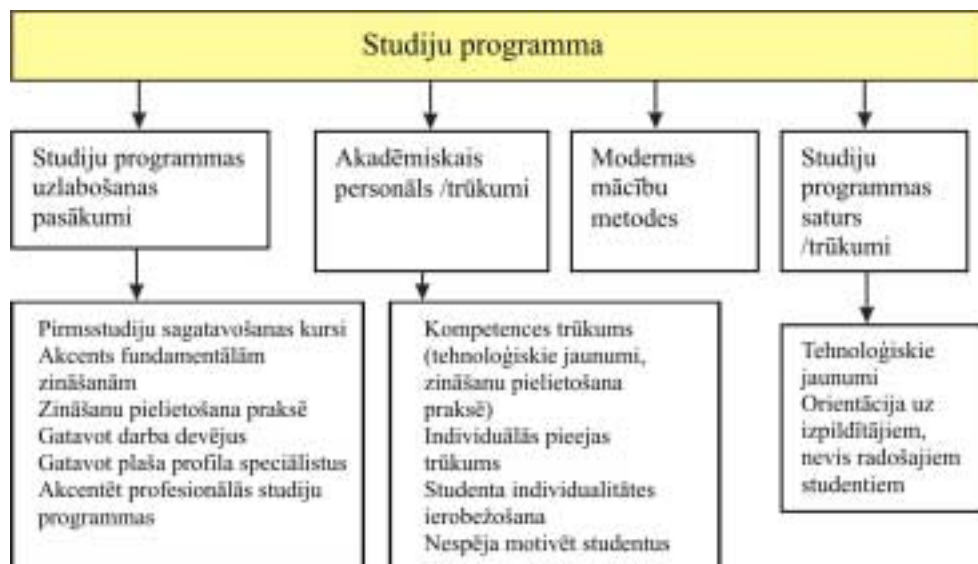 Studiju programma
Studiju programmas
uzlabošanas
pasākumi
Akadēmiskais
personāls /trūkumi
Modernas
mācību
metodes
Studiju
programmas
saturs
/trūkumi
Pirmsstudiju sagatavošanas kursi
Akcents fundamentālām
zināšanām
Zināšanu pielietošana praksē
Gatavot darba devējus
Gatavot plaša profila speciālistus
Akcentēt profesionālās studiju
programmas
Kompetences trūkums
(tehnoloģiskie jaunumi,
zināšanu pielietošana
praksē)
Individuālās pieejas
trūkums
Studenta individualitātes
ierobežošana
Nespēja motivēt studentus
Tehnoloģiskie
jaunumi
Orientācija uz
izpildītājiem,
nevis radošajiem
studentiem